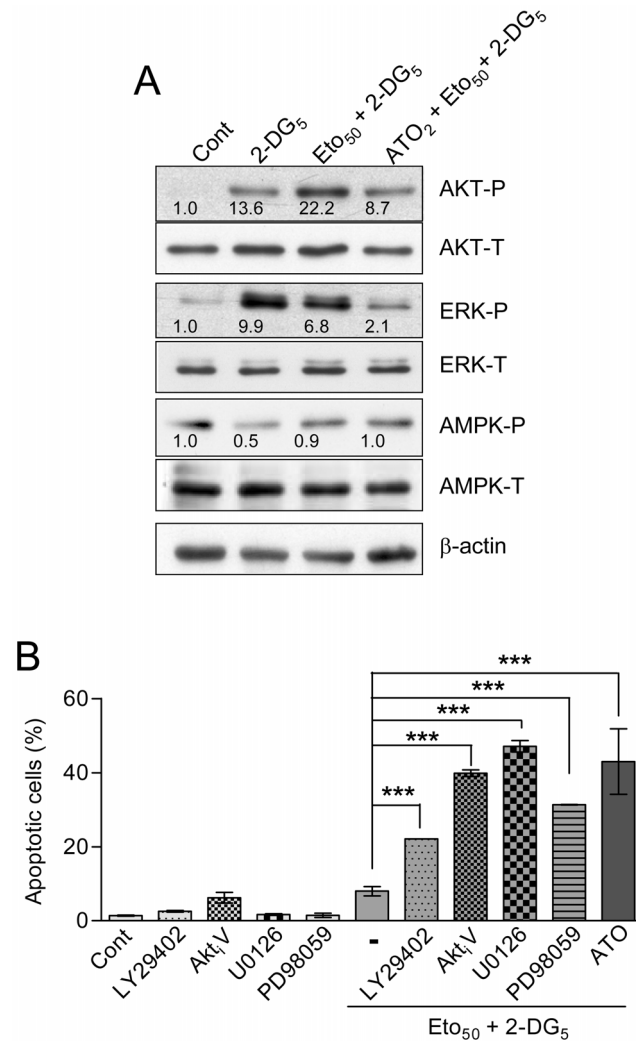 A
Cont
2-DG₅
Eto₅₀ + 2-DG₅
ATO₂ + Eto₅₀ + 2-DG₅
1.0 13.6 22.2 8.7 AKT-P
AKT-T
1.0 9.9 6.8 2.1 ERK-P
ERK-T
1.0 0.5 0.9 1.0 AMPK-P
AMPK-T
β-actin
B
Apoptotic cells (%)
60
40
20
0
***
***
***
***
***
Cont
LY29402
AktᵢV
U0126
PD98059
-
LY29402
AktᵢV
U0126
PD98059
ATO
Eto₅₀ + 2-DG₅